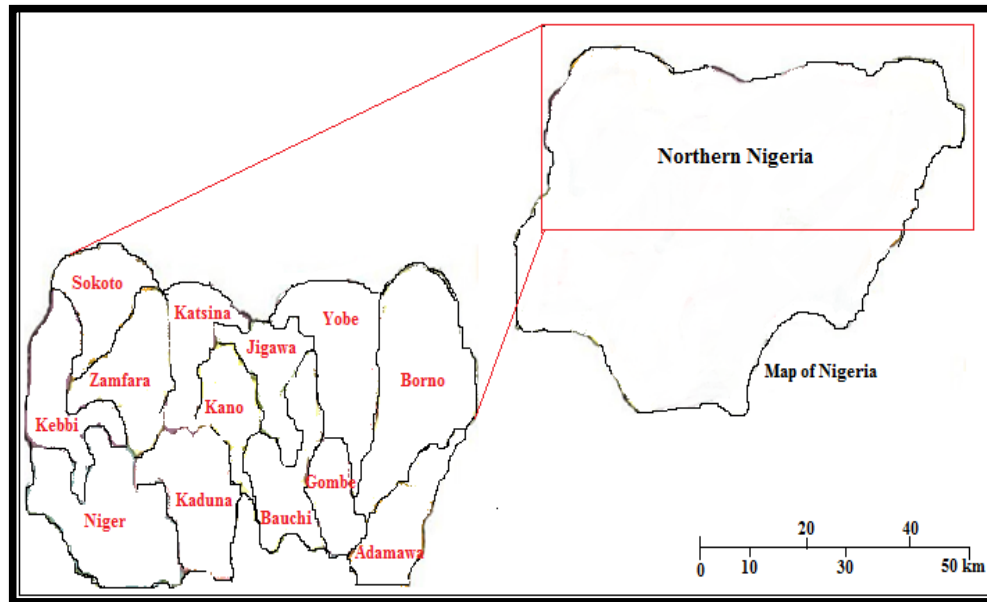 Northern Nigeria
Map of Nigeria
Sokoto
Katsina
Yobe
Jigawa
Zamfara
Borno
Kano
Kebbi
Gombe
Kaduna
Niger
Bauchi
Adamawa
20 40
0 10 30 50 km